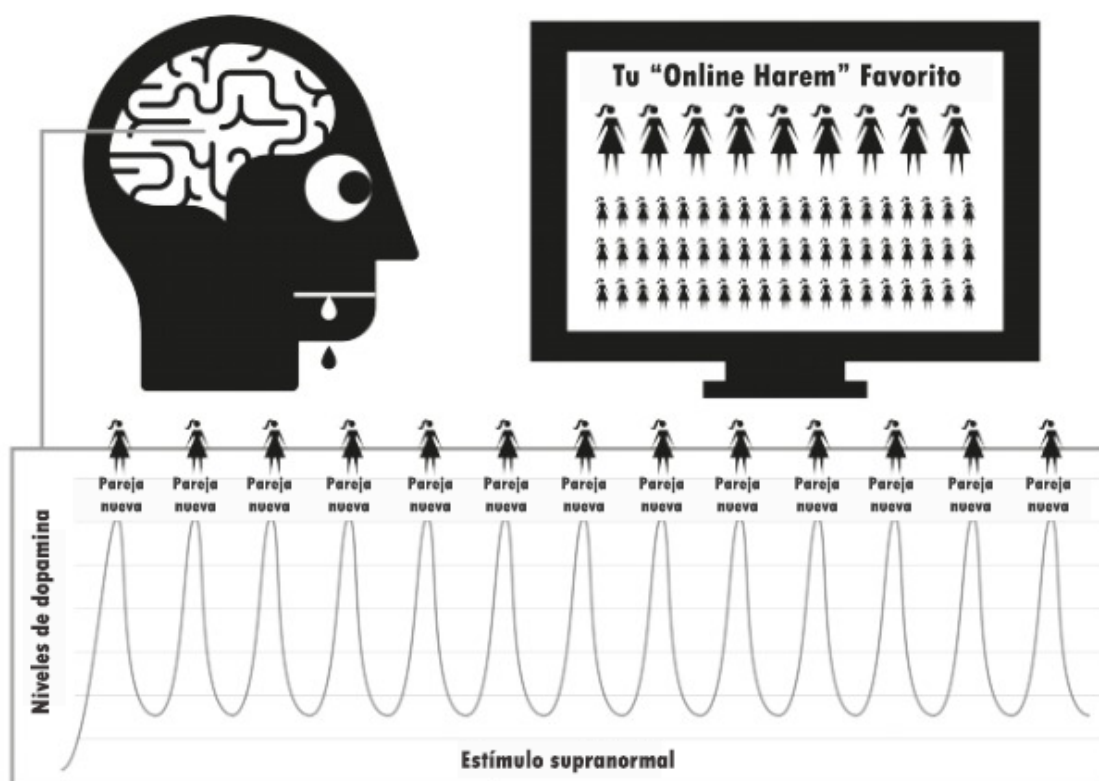 Tu “Online Harem” Favorito
Pareja Pareja Pareja Pareja Pareja Pareja Pareja Pareja Pareja Pareja Pareja Pareja Pareja
nueva nueva nueva nueva nueva nueva nueva nueva nueva nueva nueva nueva nueva
Niveles de dopamina
Estímulo supranormal